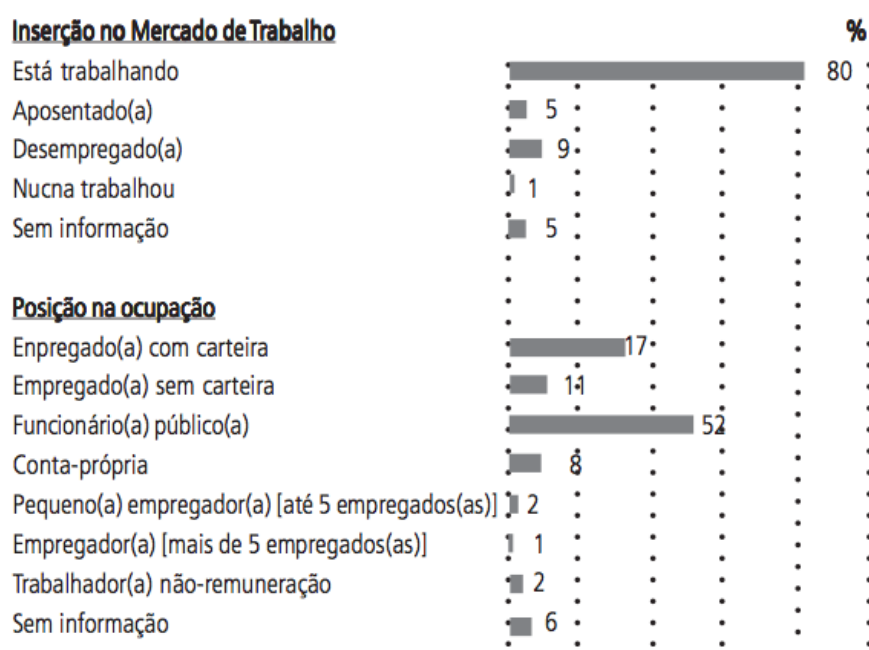 Inserção no Mercado de Trabalho %
Está trabalhando 80
Aposentado(a) 5
Desempregado(a) 9
Nucna trabalhou 1
Sem informação 5
Posição na ocupação
Enpregado(a) com carteira 17
Empregado(a) sem carteira 11
Funcionário(a) público(a) 52
Conta-própria 8
Pequeno(a) empregador(a) [até 5 empregados(as)] 2
Empregador(a) [mais de 5 empregados(as)] 1
Trabalhador(a) não-remuneração 2
Sem informação 6